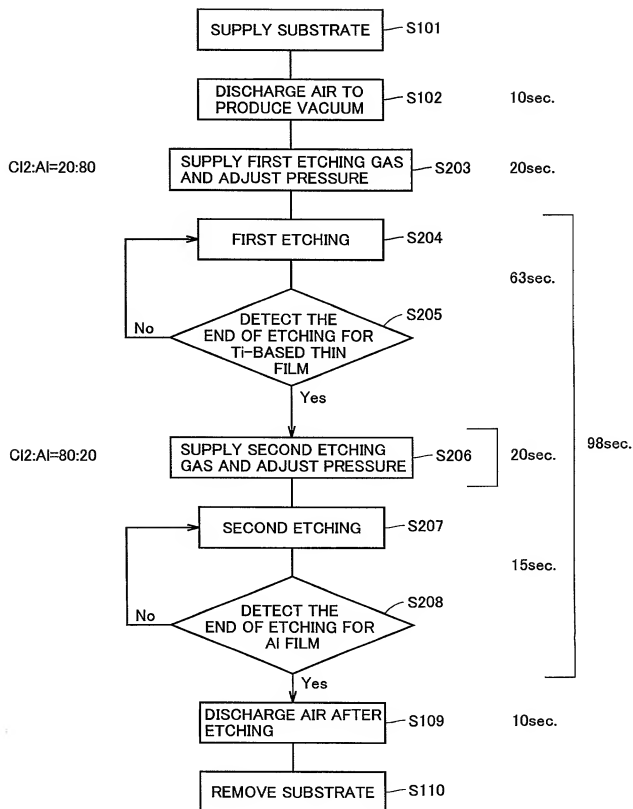 SUPPLY SUBSTRATE
S101
DISCHARGE AIR TO
PRODUCE VACUUM
S102
10sec.
Cl2:Al=20:80
SUPPLY FIRST ETCHING GAS
AND ADJUST PRESSURE
S203
20sec.
FIRST ETCHING
S204
63sec.
S205
DETECT THE
END OF ETCHING FOR
Ti-BASED THIN
FILM
No
Yes
Cl2:Al=80:20
SUPPLY SECOND ETCHING
GAS AND ADJUST PRESSURE
S206
20sec.
98sec.
SECOND ETCHING
S207
15sec.
S208
DETECT THE
END OF ETCHING FOR
Al FILM
No
Yes
DISCHARGE AIR AFTER
ETCHING
S109
10sec.
REMOVE SUBSTRATE
S110